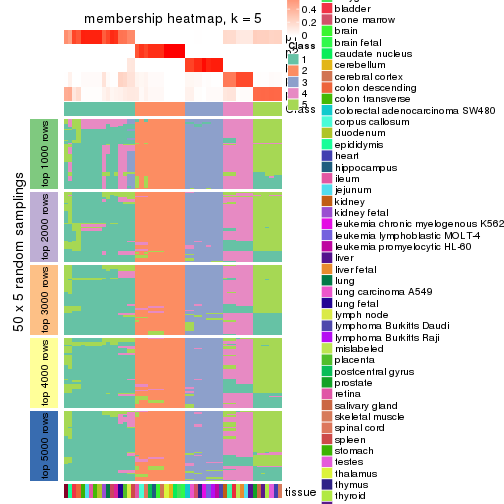 membership heatmap, k = 5
50 x 5 random samplings
top 1000 rows
top 2000 rows
top 3000 rows
top 4000 rows
top 5000 rows
0.4
0.2
0
Class
1
2
3
4
5
Class
tissue
bladder
bone marrow
brain
brain fetal
caudate nucleus
cerebellum
cerebral cortex
colon descending
colon transverse
colorectal adenocarcinoma SW480
corpus callosum
duodenum
epididymis
heart
hippocampus
ileum
jejunum
kidney
kidney fetal
leukemia chronic myelogenous K562
leukemia lymphoblastic MOLT-4
leukemia promyelocytic HL-60
liver
liver fetal
lung
lung carcinoma A549
lung fetal
lymph node
lymphoma Burkitts Daudi
lymphoma Burkitts Raji
mislabeled
placenta
postcentral gyrus
prostate
retina
salivary gland
skeletal muscle
spinal cord
spleen
stomach
testes
thalamus
thymus
thyroid